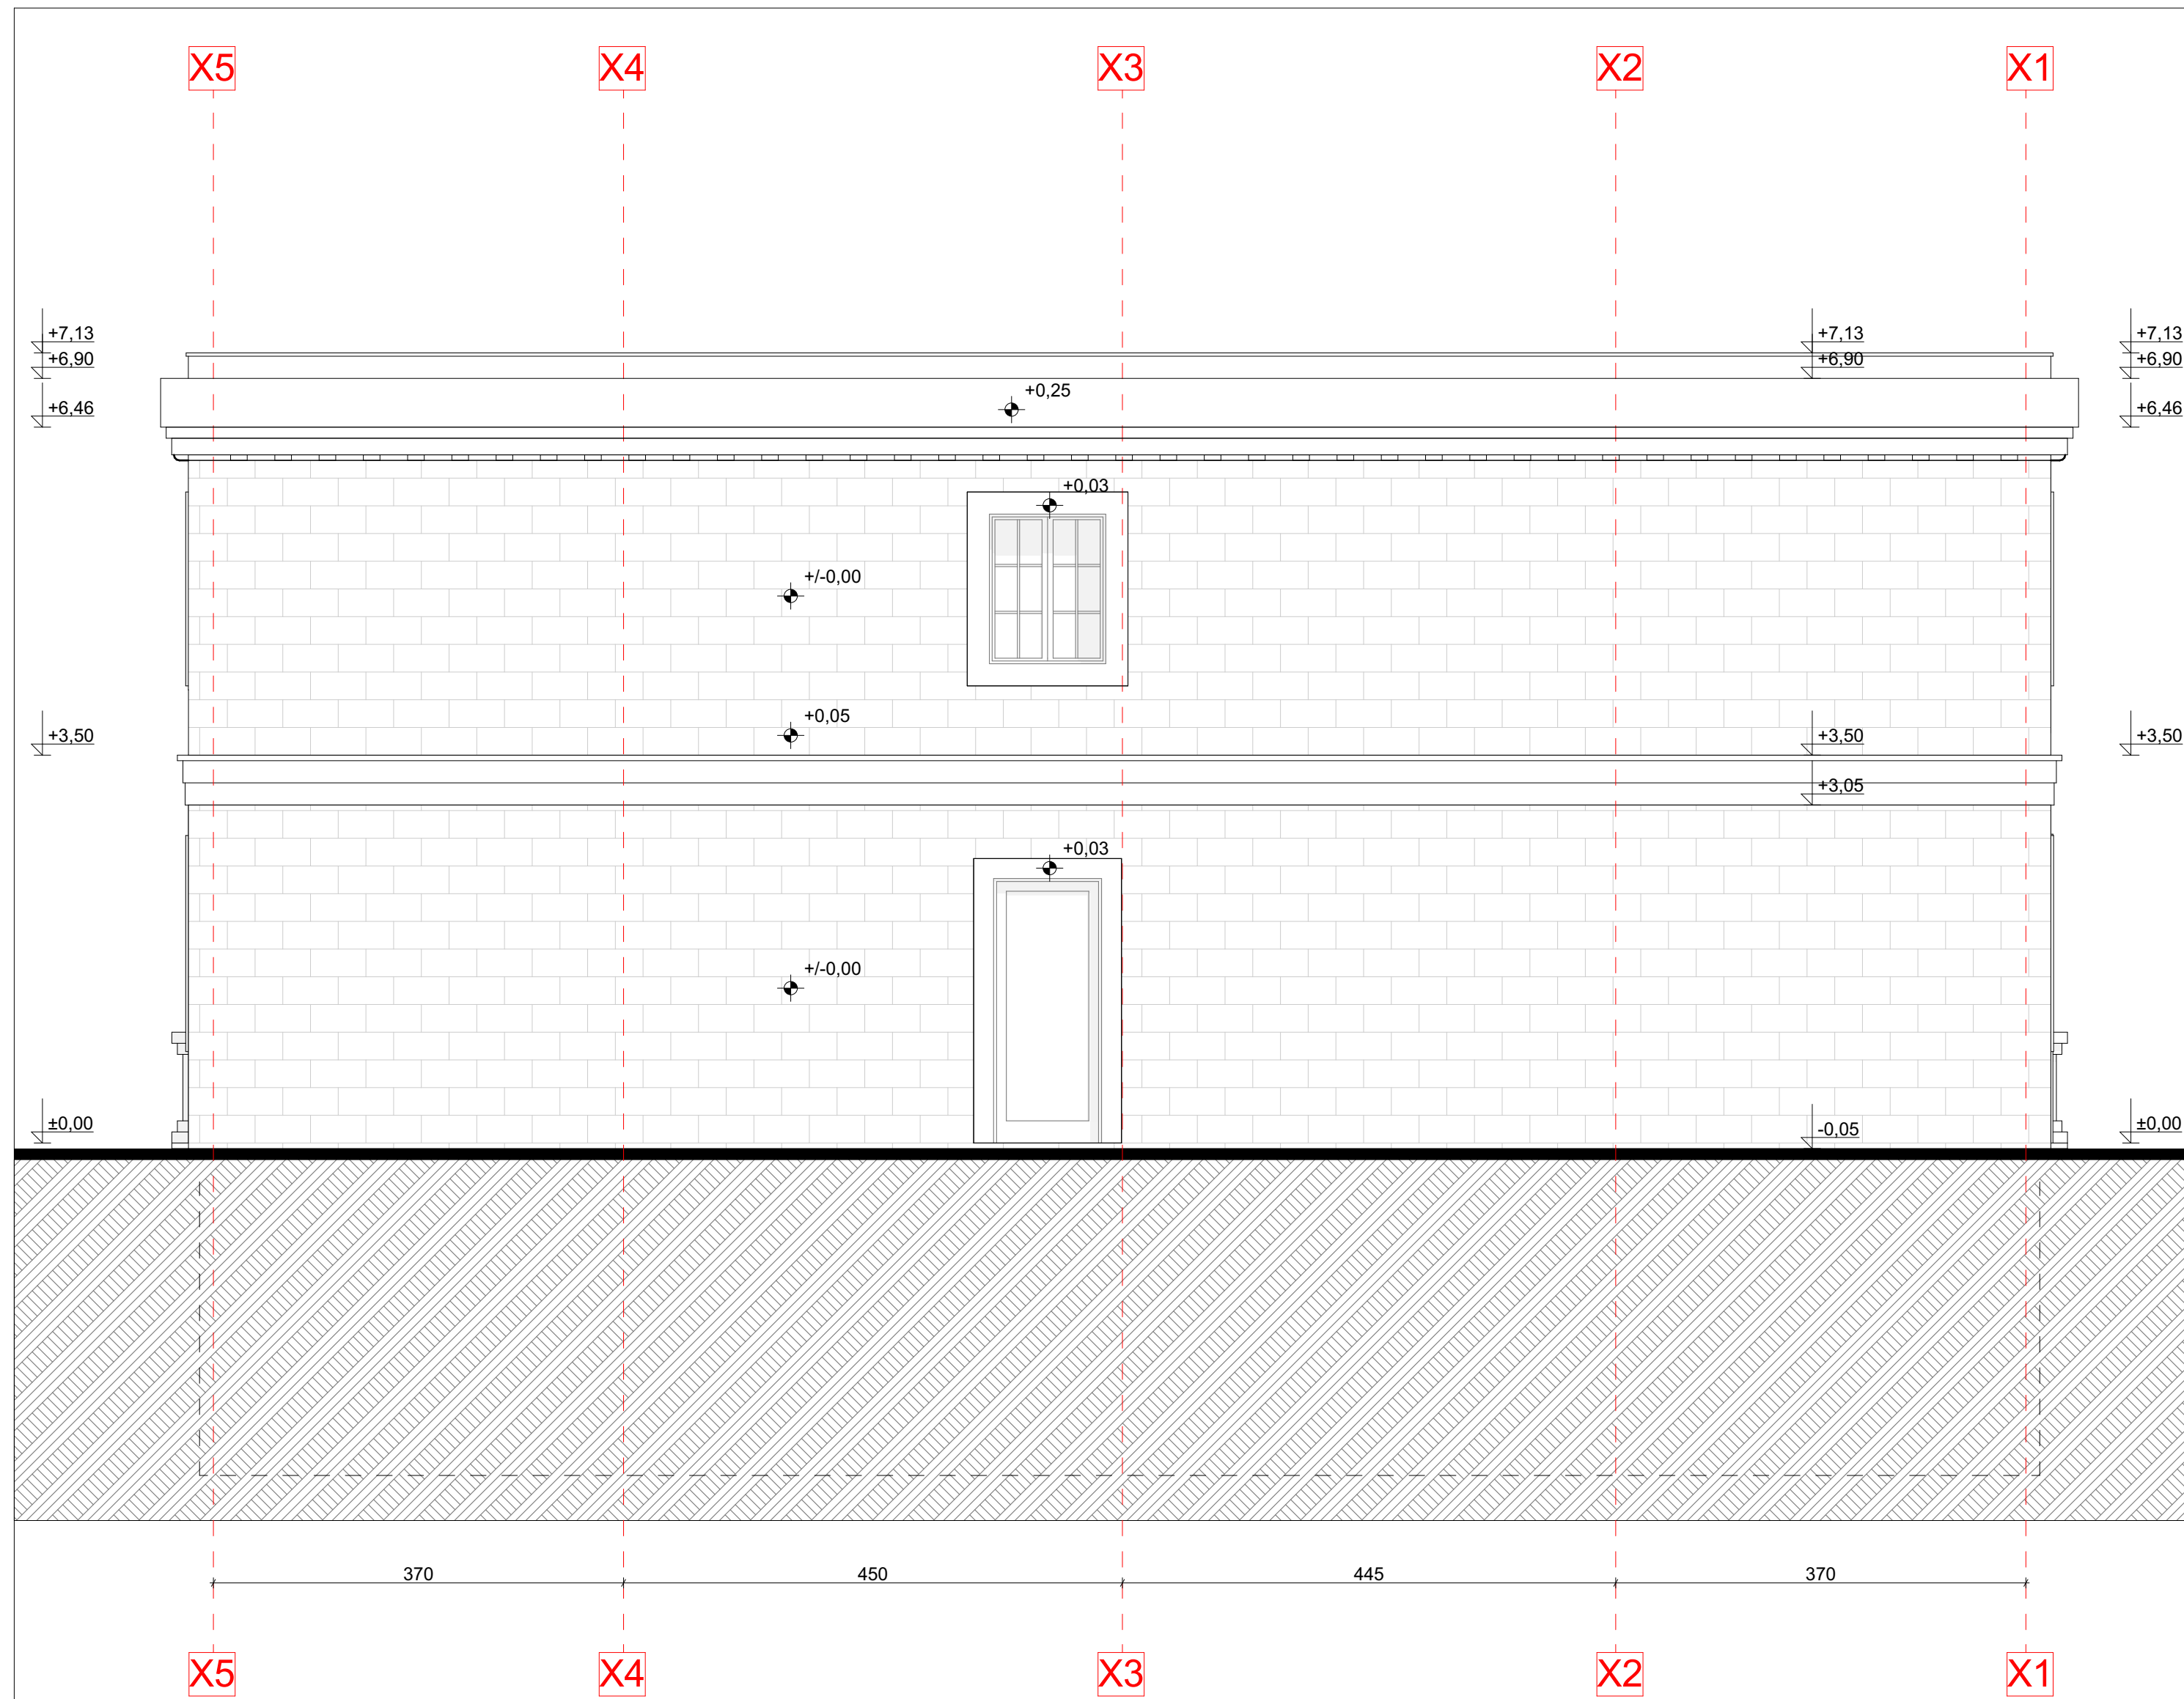 X5 X4 X3 X2 X1
+7,13 +7,13 +7,13
+6,90 +6,90 +6,90
+0,25
+6,46 +6,46
+0,03
+/-0,00
+0,05
+3,50 +3,50 +3,50
+3,05
+0,03
+/-0,00
±0,00 -0,05 ±0,00
370 450 445 370
X5 X4 X3 X2 X1